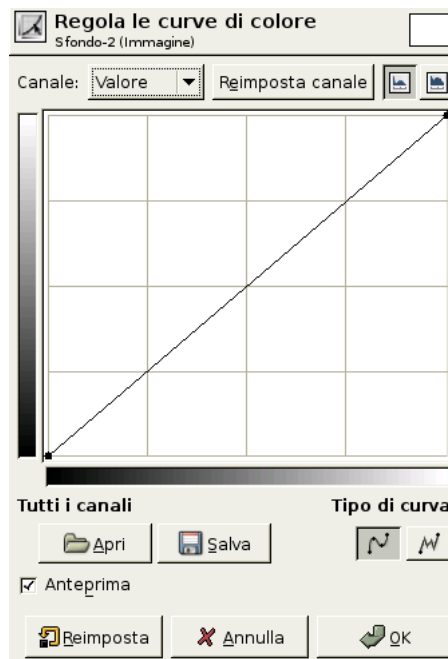 Regola le curve di colore
Sfondo-2 (Immagine)
Canale: Valore Reimposta canale
Tutti i canali Tipo di curva
Apri Salva
Anteprima
Reimposta Annulla OK